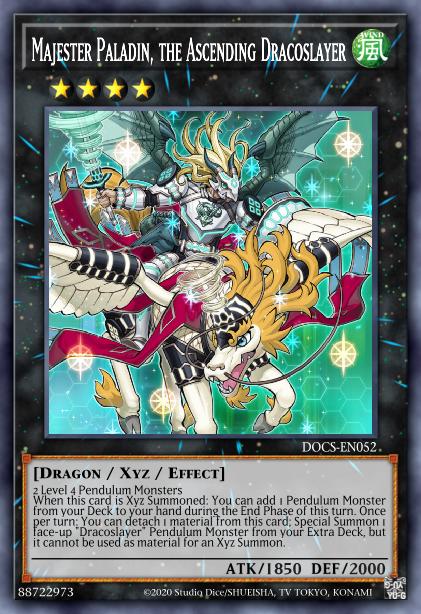 Majester Paladin, the Ascending Dracoslayer
WIND
風
DOCS-EN052
[Dragon / Xyz / Effect]
2 Level 4 Pendulum Monsters
When this card is Xyz Summoned: You can add 1 Pendulum Monster
from your Deck to your hand during the End Phase of this turn. Once
per turn: You can detach 1 material from this card; Special Summon 1
face-up "Dracoslayer" Pendulum Monster from your Extra Deck, but
it cannot be used as material for an Xyz Summon.
ATK/1850 DEF/2000
88722973
©2020 Studio Dice/SHUEISHA, TV TOKYO, KONAMI